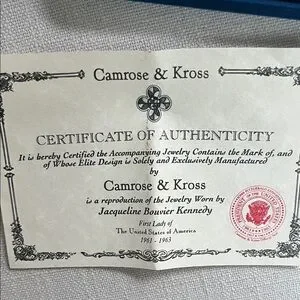 Camrose & Kross
CERTIFICATE OF AUTHENTICITY
It is hereby Certified the Accompanying Jewelry Contains the Mark of, and
of Whose Elite Design is Solely and Exclusively Manufactured
by
Camrose & Kross
is a reproduction of the Jewelry Worn by
Jacqueline Bouvier Kennedy
First Lady of
The United States of America
1961 - 1963